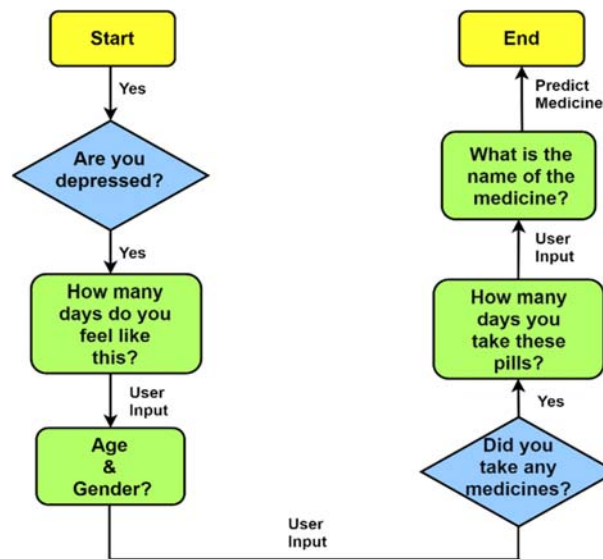 Start
Yes
Are you
depressed?
Yes
How many
days do you
feel like
this?
User
Input
Age
&
Gender?
User
Input
Did you
take any
medicines?
Yes
How many
days you
take these
pills?
User
Input
What is the
name of the
medicine?
Predict
Medicine
End